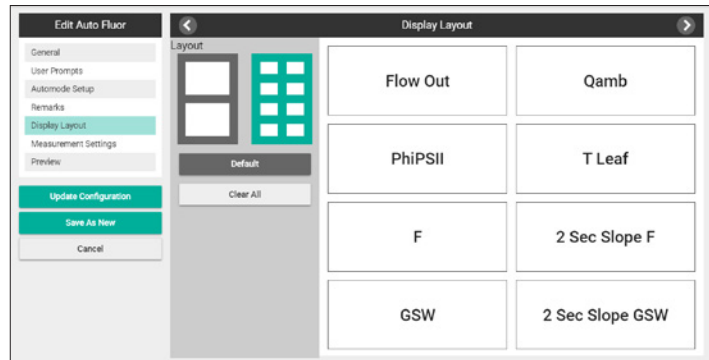 Edit Auto Fluor
General
User Prompts
Automode Setup
Remarks
Display Layout
Measurement Settings
Preview
Update Configuration
Save As New
Cancel
Display Layout
Layout
Default
Clear All
Flow Out
Qamb
PhiPSII
T Leaf
F
2 Sec Slope F
GSW
2 Sec Slope GSW